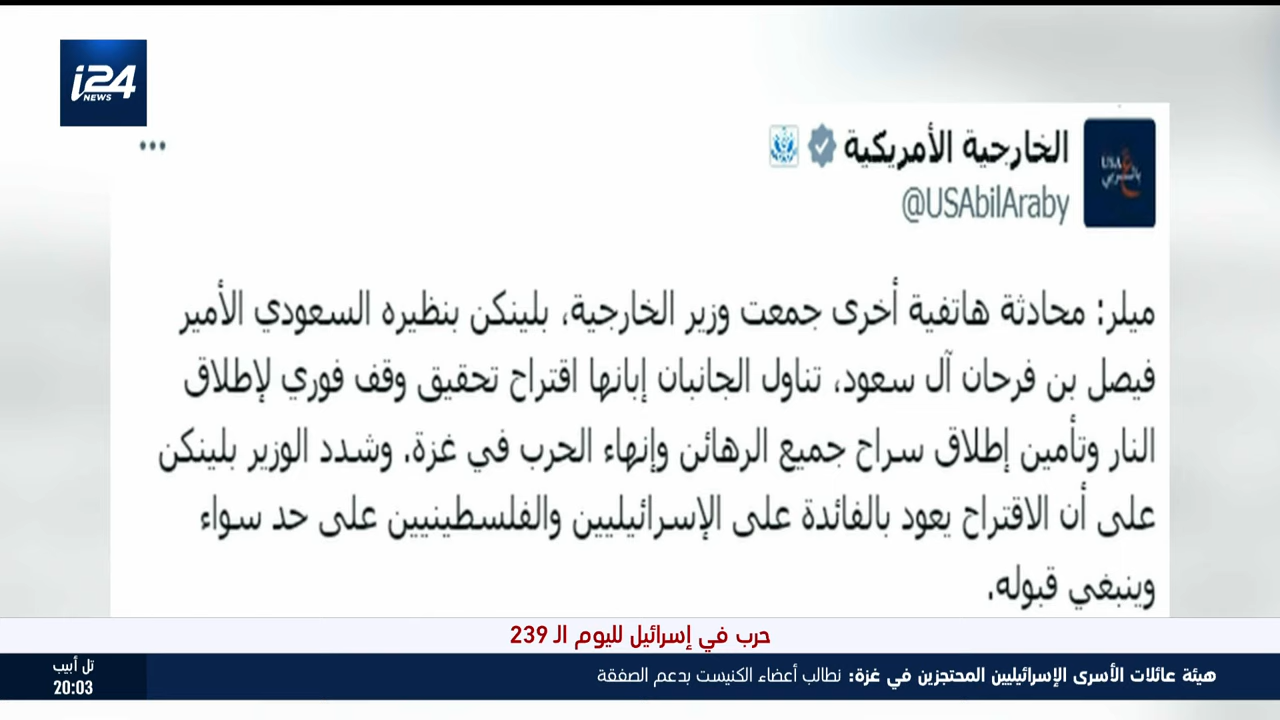 i24
NEWS
الخارجية الأمريكية
@USAbilAraby
USA
ميلر: محادثة هاتفية أخرى جمعت وزير الخارجية، بلينكن بنظيره السعودي الأمير
فيصل بن فرحان آل سعود، تناول الجانبان إبانها اقتراح تحقيق وقف فوري لإطلاق
النار وتأمين إطلاق سراح جميع الرهائن وإنهاء الحرب في غزة. وشدد الوزير بلينكن
على أن الاقتراح يعود بالفائدة على الإسرائيليين والفلسطينيين على حد سواء
وينبغي قبوله.
حرب في إسرائيل لليوم الـ 239
هيئة عائلات الأسرى الإسرائيليين المحتجزين في غزة: نطالب أعضاء الكنيست بدعم الصفقة
تل أبيب
20:03